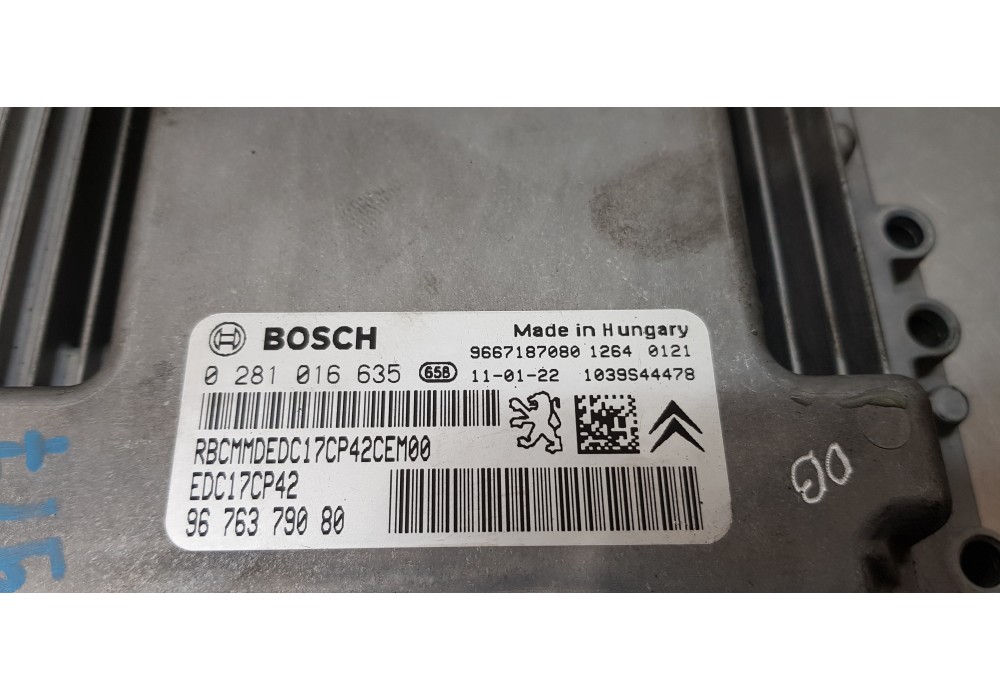 BOSCH
Made in Hungary
9667187080 1264 0121
0 281 016 635 658 11-01-22 1039S44478
RBCMMDEDC17CP42CEM00
EDC17CP42
96 763 790 80
DG